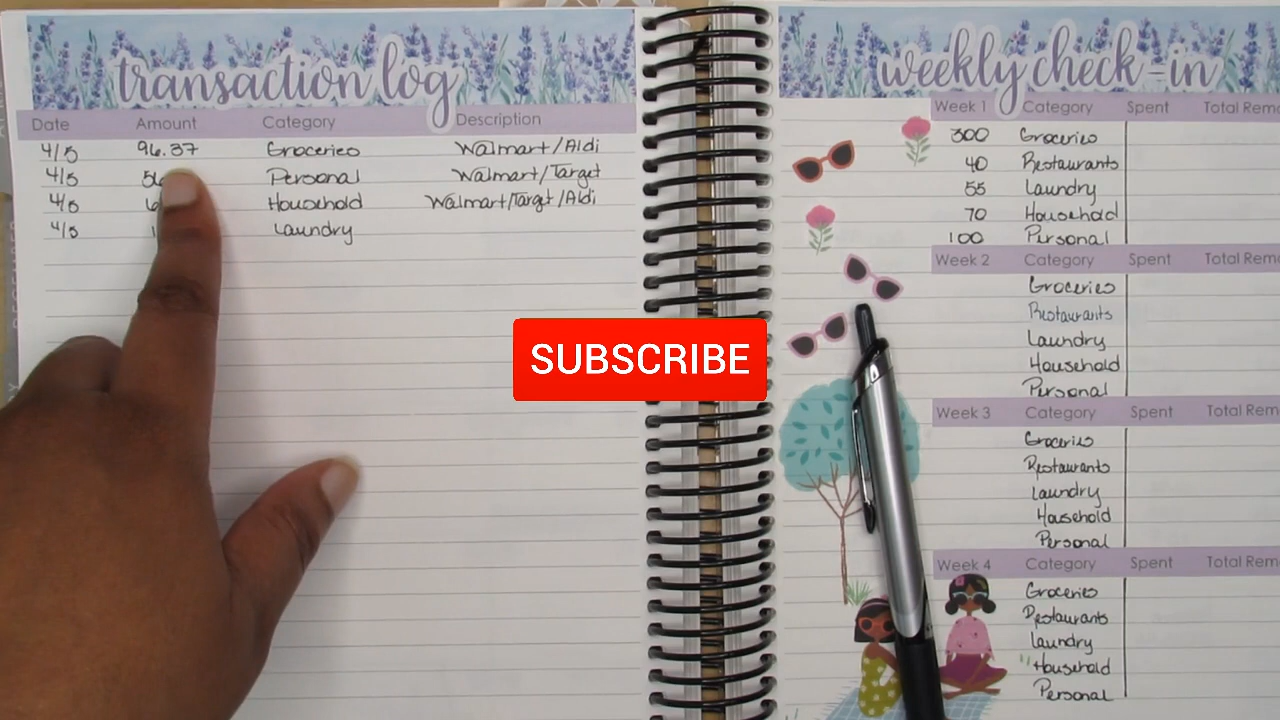 transaction log
Date Amount Category Description
4/5 96.37 Groceries Walmart/Aldi
4/5 Personal Walmart/Target
4/5 Household Walmart/Target/Aldi
4/5 Laundry
SUBSCRIBE
weekly check-in
Week 1 Category Spent Total Rema
300 Groceries
40 Restaurants
55 Laundry
70 Household
100 Personal
Week 2 Category Spent Total Rem
Groceries
Restaurants
Laundry
Household
Personal
Week 3 Category Spent Total Rem
Groceries
Restaurants
Laundry
Household
Personal
Week 4 Category Spent Total Rem
Groceries
Restaurants
Laundry
Household
Personal